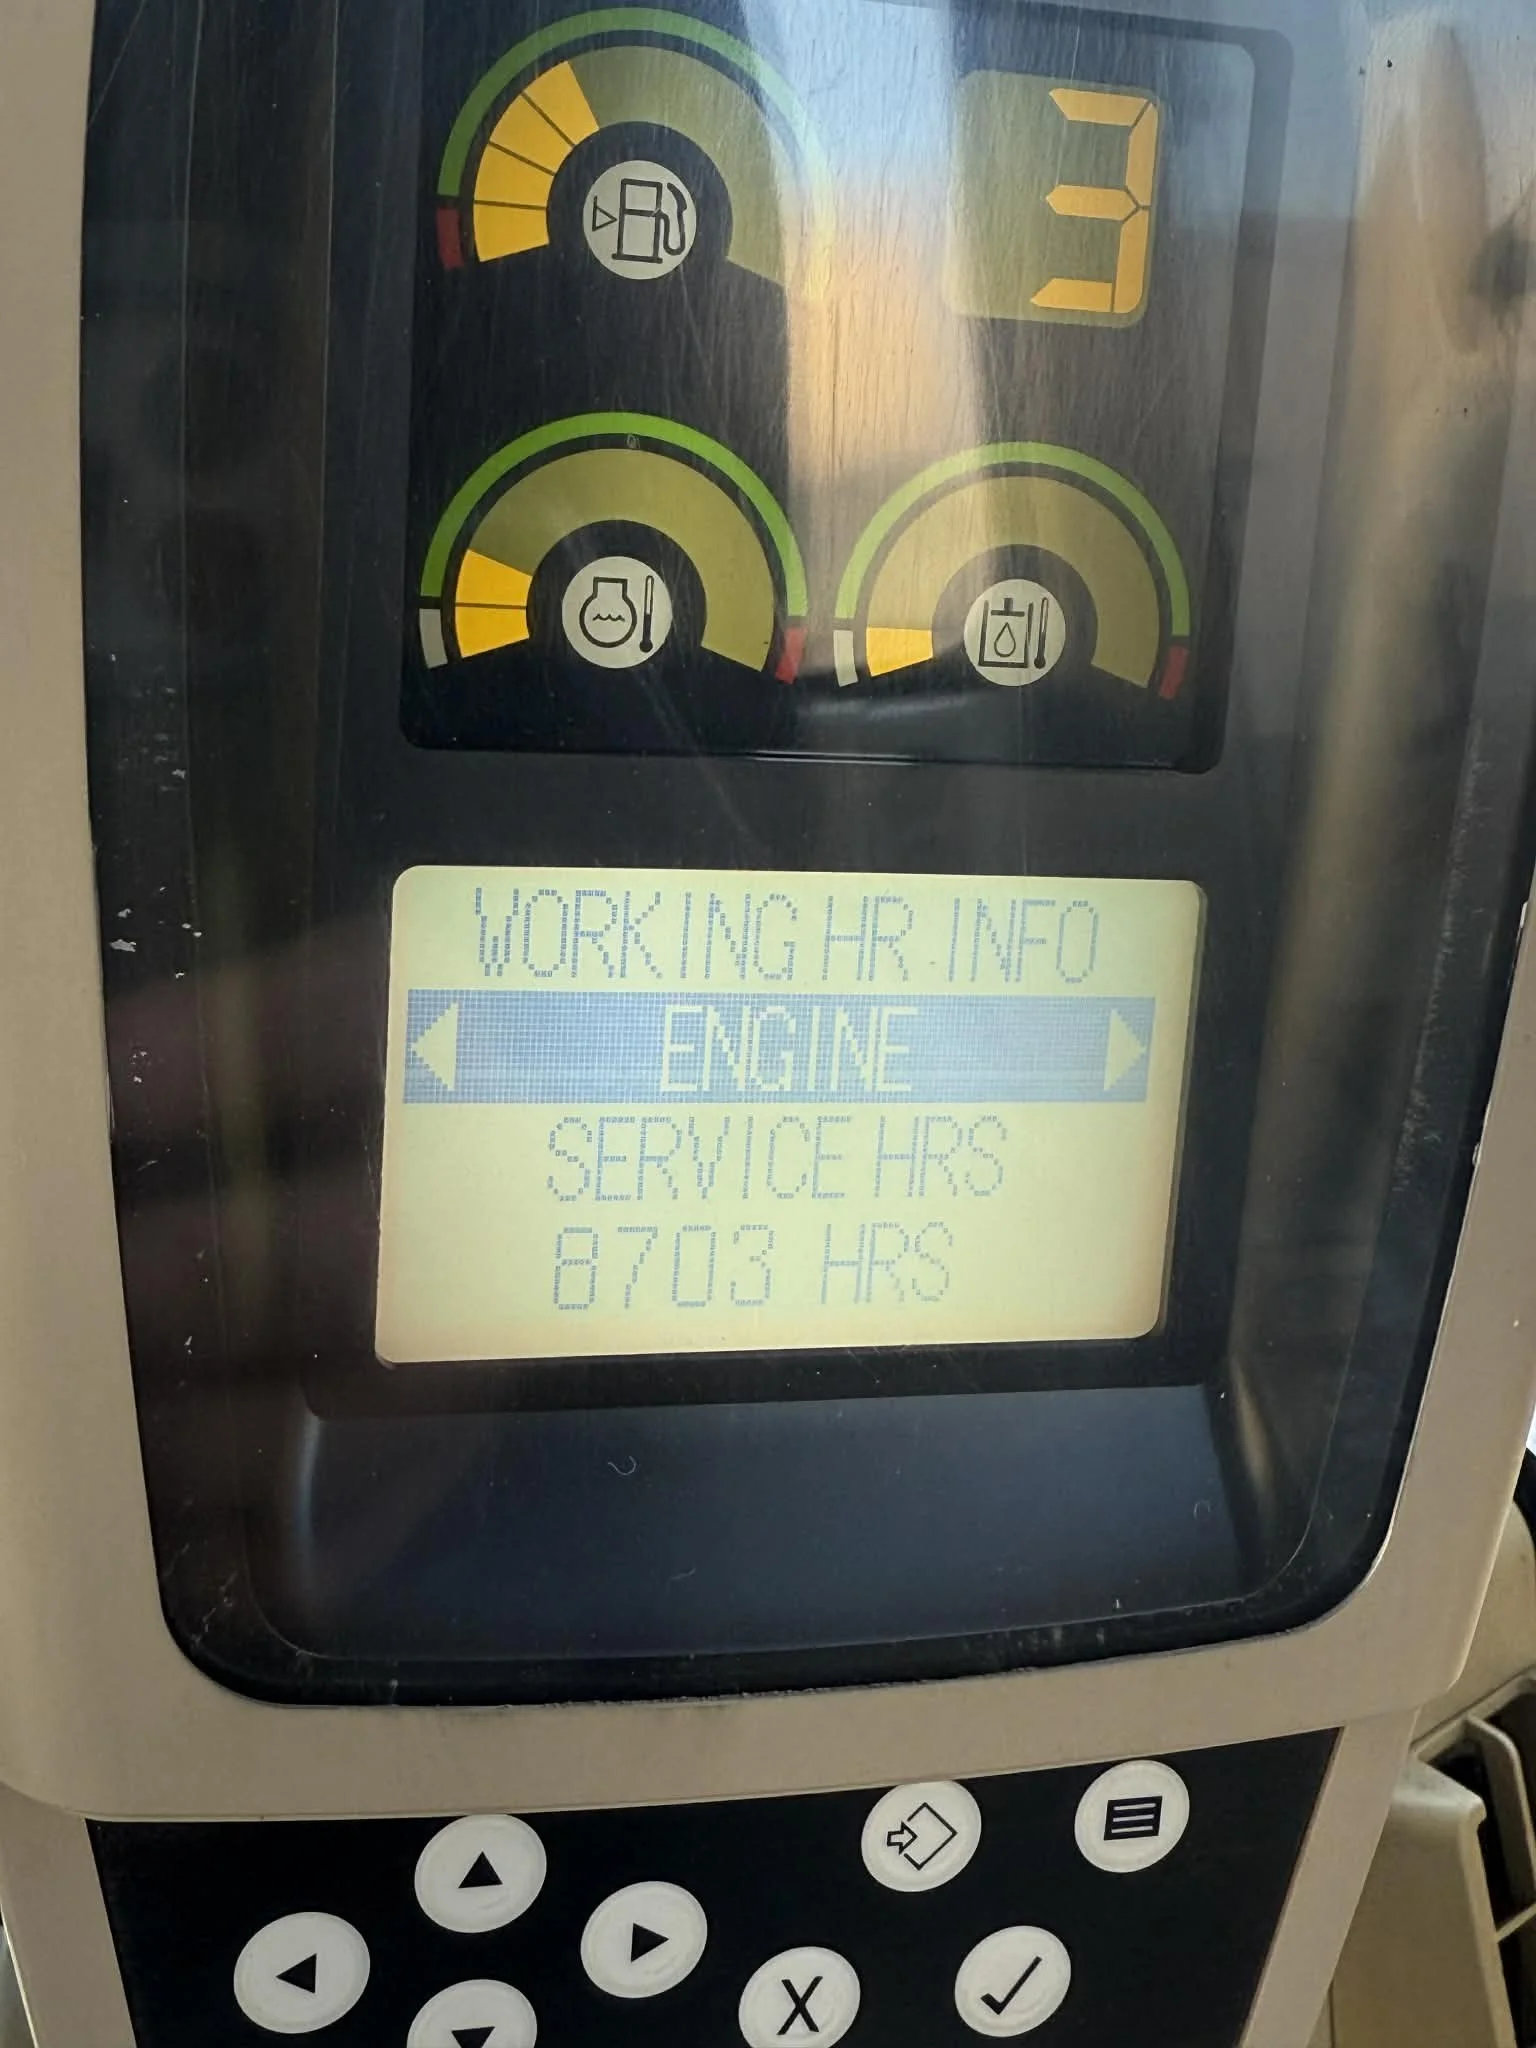 3
WORKING HR INFO
ENGINE
SERVICE HRS
8703 HRS
X